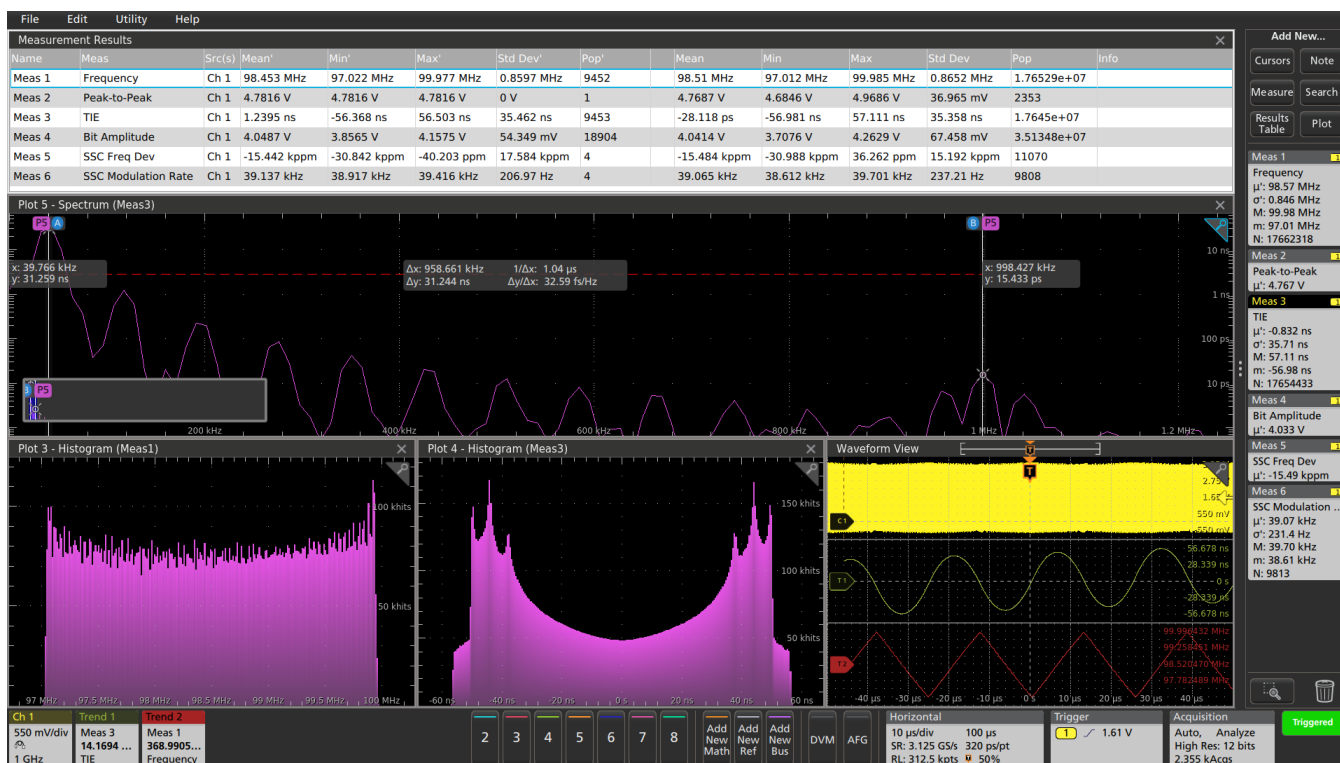 File Edit Utility Help
Measurement Results
Name Meas Src(s) Mean' Min' Max' Std Dev' Pop' Mean Min Max Std Dev Pop Info
Meas 1 Frequency Ch 1 98.453 MHz 97.022 MHz 99.977 MHz 0.8597 MHz 9452 98.51 MHz 97.012 MHz 99.985 MHz 0.8652 MHz 1.76529e+07
Meas 2 Peak-to-Peak Ch 1 4.7816 V 4.7816 V 4.7816 V 0 V 1 4.7687 V 4.6846 V 4.9686 V 36.965 mV 2353
Meas 3 TIE Ch 1 1.2395 ns -56.368 ns 56.503 ns 35.462 ns 9453 -28.118 ps -56.981 ns 57.111 ns 35.358 ns 1.7645e+07
Meas 4 Bit Amplitude Ch 1 4.0487 V 3.8565 V 4.1575 V 54.349 mV 18904 4.0414 V 3.7076 V 4.2629 V 67.458 mV 3.51348e+07
Meas 5 SSC Freq Dev Ch 1 -15.442 kppm -30.842 kppm -40.203 ppm 17.584 kppm 4 -15.484 kppm -30.988 kppm 36.262 ppm 15.192 kppm 11070
Meas 6 SSC Modulation Rate Ch 1 39.137 kHz 38.917 kHz 39.416 kHz 206.97 Hz 4 39.065 kHz 38.612 kHz 39.701 kHz 237.21 Hz 9808
Plot 5 - Spectrum (Meas3)
P5 A
B P5
10 ns
x: 39.766 kHz
y: 31.259 ns
Δx: 958.661 kHz 1/Δx: 1.04 µs
Δy: 31.244 ns Δy/Δx: 32.59 fs/Hz
x: 998.427 kHz
y: 15.433 ps
1 ns
100 ps
10 ps
P5
200 kHz 400 kHz 600 kHz 800 kHz 1 MHz 1.2 MHz
Plot 3 - Histogram (Meas1)
100 khits
50 khits
97 MHz 97.5 MHz 98 MHz 98.5 MHz 99 MHz 99.5 MHz 100 MHz
Plot 4 - Histogram (Meas3)
150 khits
100 khits
50 khits
-60 ns -40 ns -20 ns 0 s 20 ns 40 ns 60 ns
Waveform View
T
T
C1
550 mV
-550 mV
T1
56.678 ns
28.339 ns
0 s
-28.339 ns
-56.678 ns
T2
99.996432 MHz
99.258451 MHz
98.520470 MHz
97.782489 MHz
-40 µs -30 µs -20 µs -10 µs 0 s 10 µs 20 µs 30 µs 40 µs
Add New...
Cursors Note
Measure Search
Results Table Plot
Meas 1 1
Frequency
µ': 98.57 MHz
σ': 0.846 MHz
M: 99.98 MHz
m: 97.01 MHz
N: 17662318
Meas 2 1
Peak-to-Peak
µ': 4.767 V
Meas 3 1
TIE
µ': -0.832 ns
σ': 35.71 ns
M: 57.11 ns
m: -56.98 ns
N: 17654433
Meas 4 1
Bit Amplitude
µ': 4.033 V
Meas 5 1
SSC Freq Dev
µ': -15.49 kppm
Meas 6 1
SSC Modulation ...
µ': 39.07 kHz
σ': 231.4 Hz
M: 39.70 kHz
m: 38.61 kHz
N: 9813
Ch 1
550 mV/div
1 GHz
Trend 1
Meas 3
14.1694 ...
TIE
Trend 2
Meas 1
368.9905...
Frequency
2 3 4 5 6 7 8
Add New Math
Add New Ref
Add New Bus
DVM AFG
Horizontal
10 µs/div 100 µs
SR: 3.125 GS/s 320 ps/pt
RL: 312.5 kpts 50%
Trigger
1 1.61 V
Acquisition
Auto, Analyze
High Res: 12 bits
2.355 kAcqs
Triggered